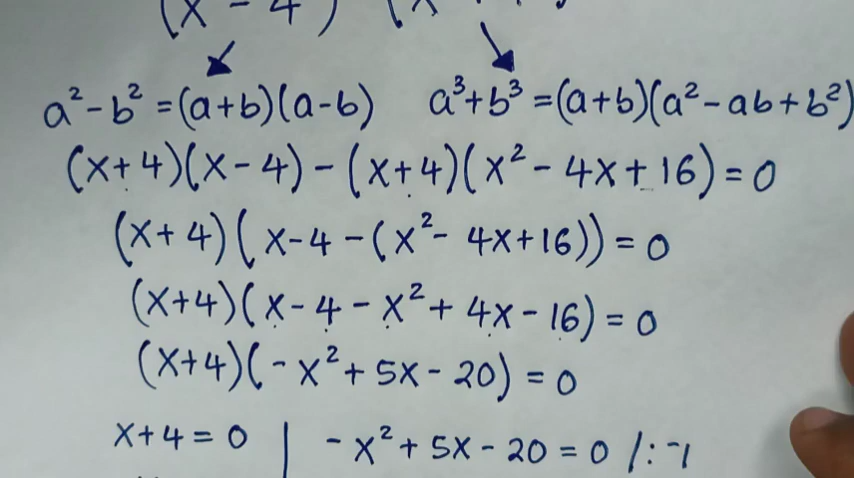 (x - 4) (x
a² - b² = (a+b)(a-b) a³+b³ = (a+b)(a² - ab + b²)
(x+4)(x-4) - (x+4)(x² - 4x + 16) = 0
(x+4)(x-4-(x² - 4x+16)) = 0
(x+4)(x-4-x² + 4x - 16) = 0
(x+4)(-x² + 5x - 20) = 0
x+4 = 0 | -x² + 5x - 20 = 0 /: -1